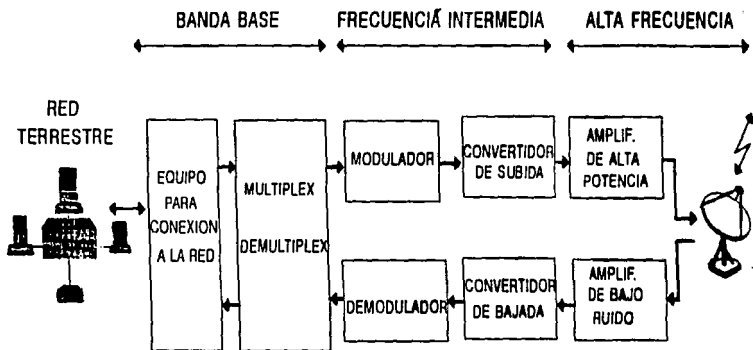 BANDA BASE
FRECUENCIA INTERMEDIA
ALTA FRECUENCIA
RED
TERRESTRE
EQUIPO
PARA
CONEXION
A LA RED
MULTIPLEX
DEMULTIPLEX
MODULADOR
CONVERTIDOR
DE SUBIDA
AMPLIF.
DE ALTA
POTENCIA
DEMODULADOR
CONVERTIDOR
DE BAJADA
AMPLIF.
DE BAJO
RUIDO